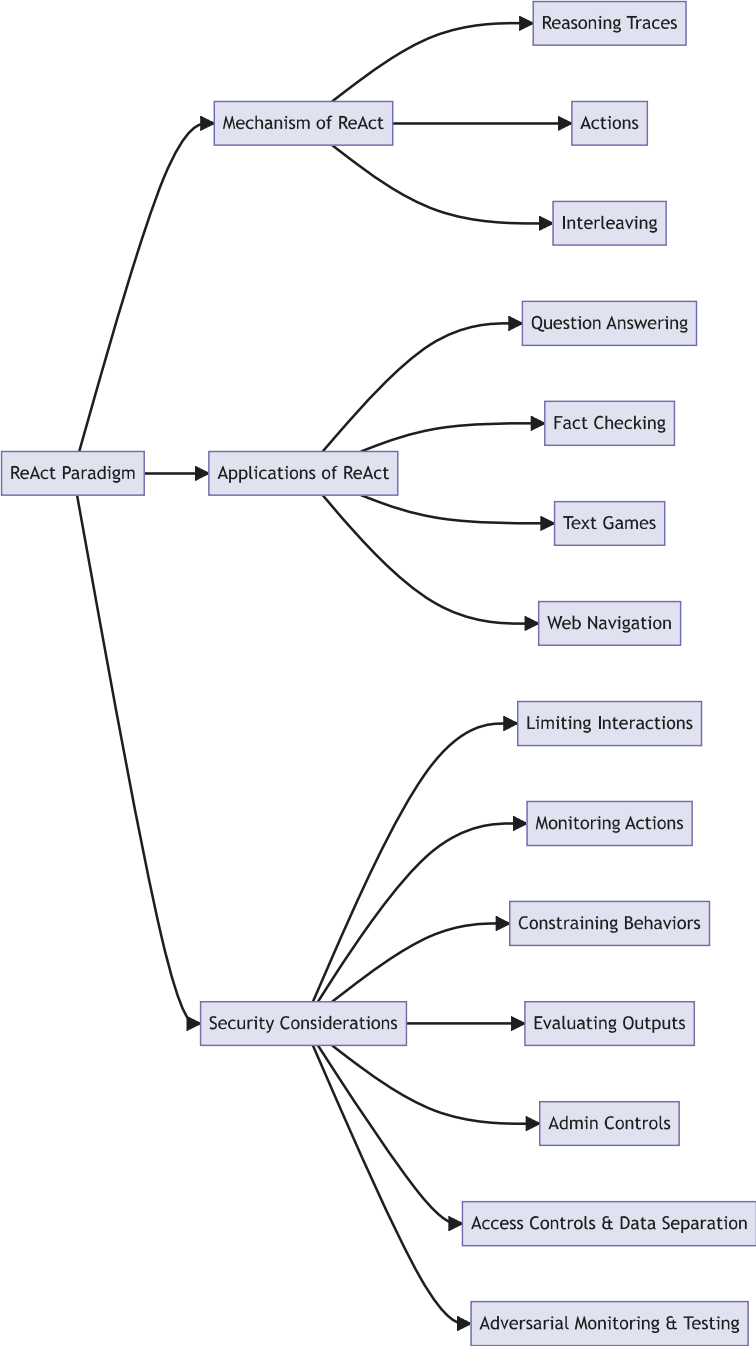 Reasoning Traces
Mechanism of ReAct
Actions
Interleaving
Question Answering
Fact Checking
ReAct Paradigm
Applications of ReAct
Text Games
Web Navigation
Limiting Interactions
Monitoring Actions
Constraining Behaviors
Security Considerations
Evaluating Outputs
Admin Controls
Access Controls & Data Separation
Adversarial Monitoring & Testing